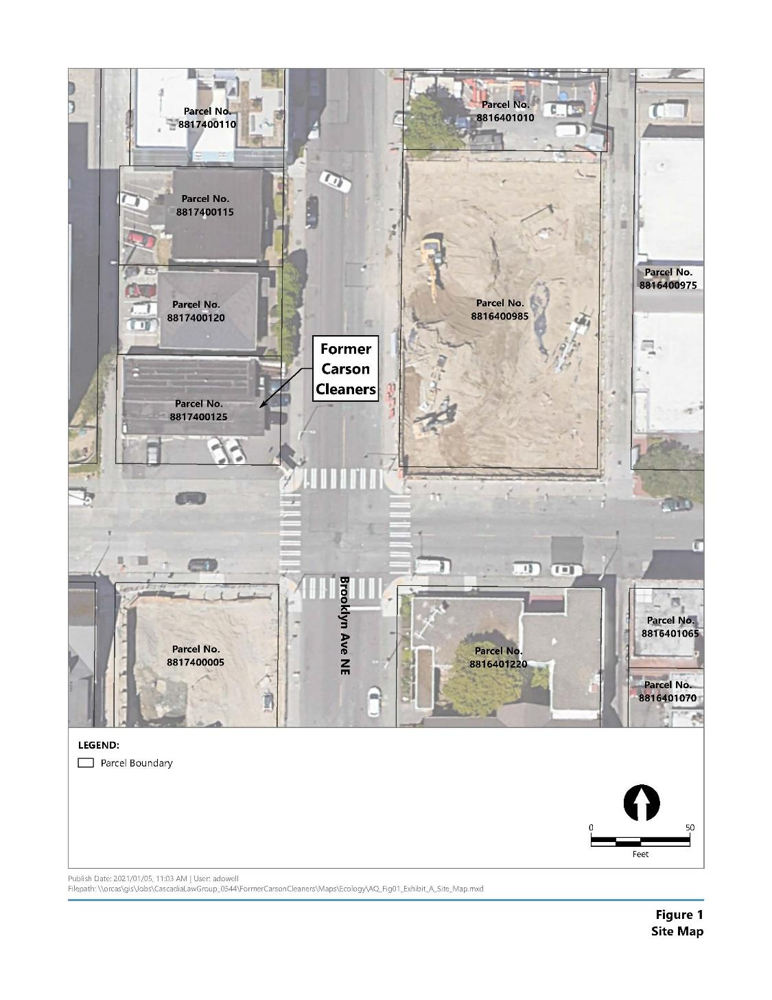 Parcel No.
8817400110
Parcel No.
8816401010
Parcel No.
8817400115
Parcel No.
8816400975
Parcel No.
8817400120
Parcel No.
8816400985
Former
Carson
Cleaners
Parcel No.
8817400125
Brooklyn Ave NE
Parcel No.
8816401065
Parcel No.
8817400005
Parcel No.
8816401220
Parcel No.
8816401070
LEGEND:
Parcel Boundary
0 50
Feet
Publish Date: 2021/01/05, 11:03 AM | User: adowell
Filepath: \\orcas\gis\Jobs\CascadiaLawGroup_0544\FormerCarsonCleaners\Maps\Ecology\AQ_Fig01_Exhibit_A_Site_Map.mxd
Figure 1
Site Map